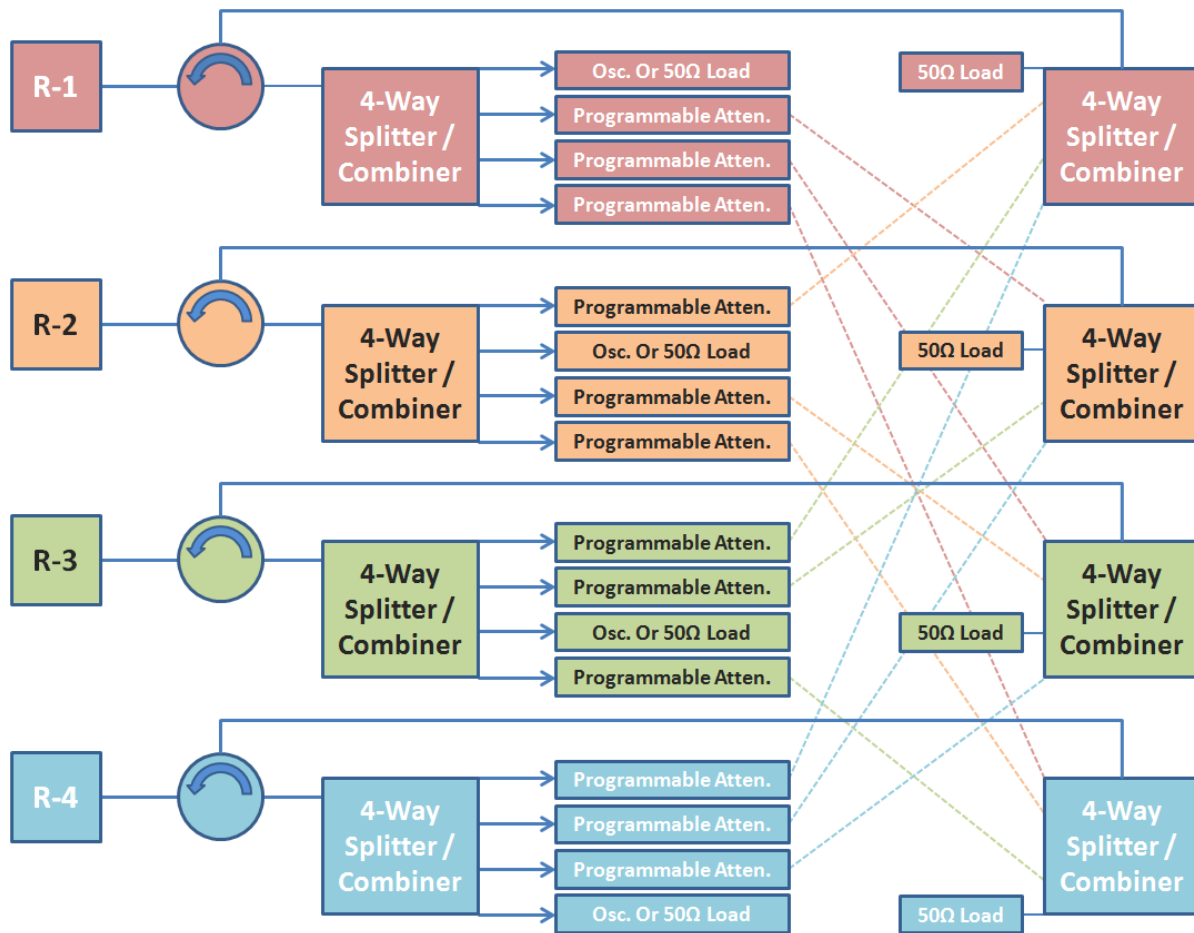 R-1
4-Way
Splitter /
Combiner
Osc. Or 50Ω Load
Programmable Atten.
Programmable Atten.
Programmable Atten.
50Ω Load
4-Way
Splitter /
Combiner
R-2
4-Way
Splitter /
Combiner
Programmable Atten.
Osc. Or 50Ω Load
Programmable Atten.
Programmable Atten.
50Ω Load
4-Way
Splitter /
Combiner
R-3
4-Way
Splitter /
Combiner
Programmable Atten.
Programmable Atten.
Osc. Or 50Ω Load
Programmable Atten.
50Ω Load
4-Way
Splitter /
Combiner
R-4
4-Way
Splitter /
Combiner
Programmable Atten.
Programmable Atten.
Programmable Atten.
Osc. Or 50Ω Load
50Ω Load
4-Way
Splitter /
Combiner